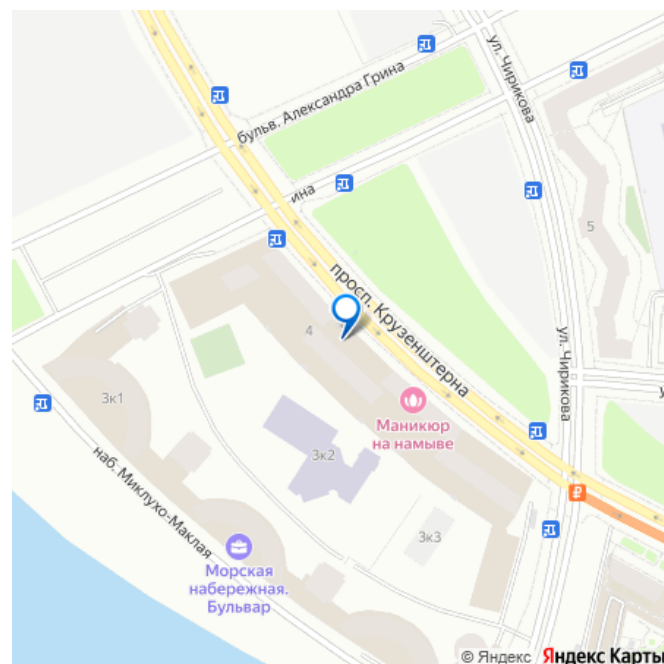 ул. Чирикова
бульв. Александра Грина
ина
5
просп. Крузенштерна
4
ул. Чирикова
3к1
Маникюр
на намыве
3к2
наб. Миклухо-Маклая
3к3
Морская
набережная.
Бульвар
© Яндекс Яндекс Карты